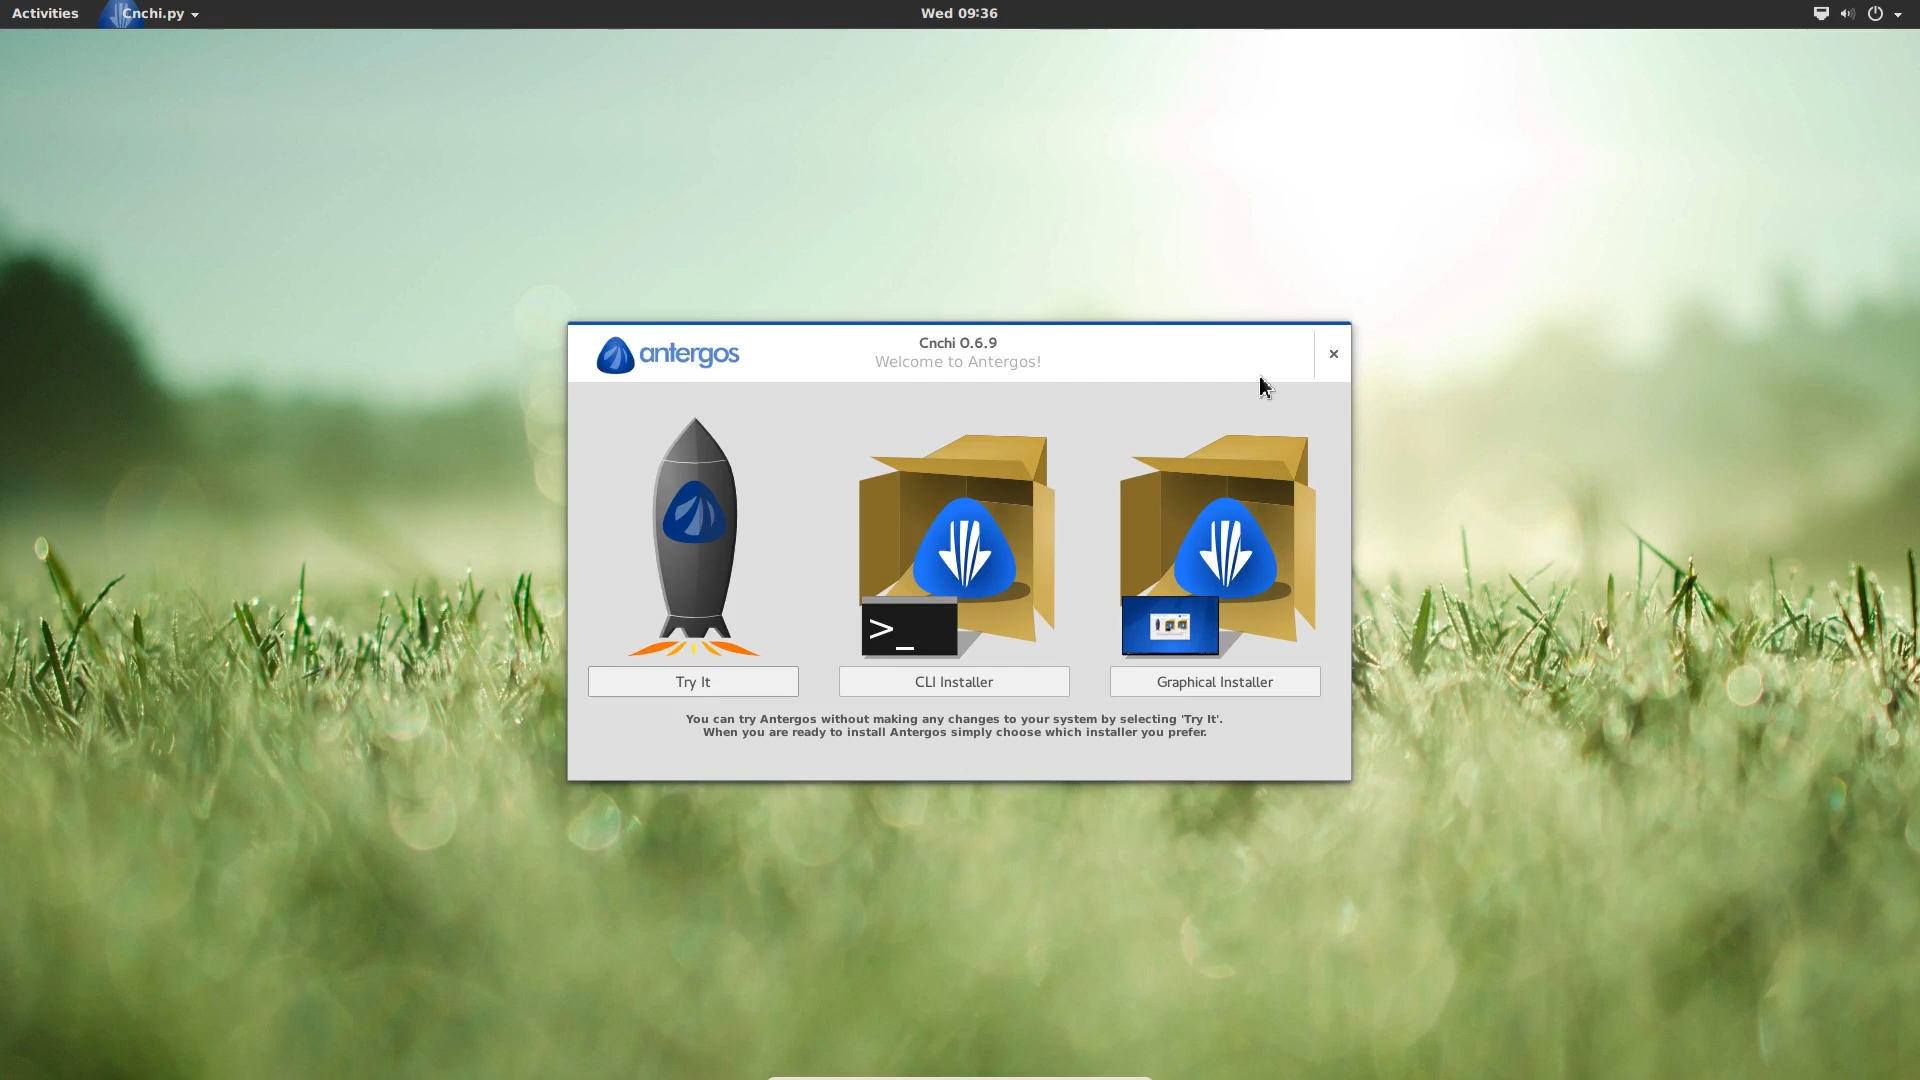 Activities
Cnchi.py
Wed 09:36
antergos
Cnchi 0.6.9
Welcome to Antergos!
>_
Try It
CLI Installer
Graphical Installer
You can try Antergos without making any changes to your system by selecting 'Try It'.
When you are ready to install Antergos simply choose which installer you prefer.